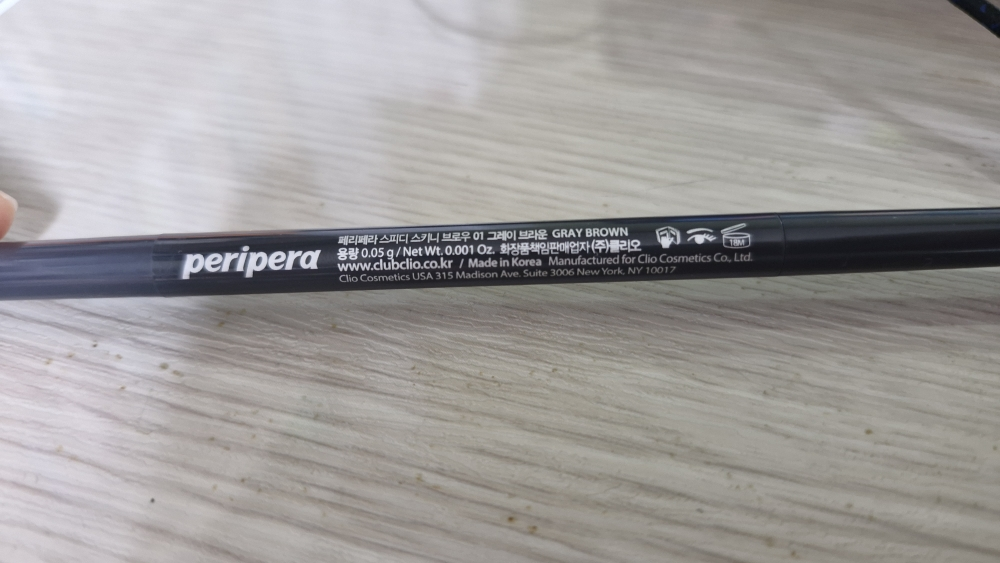 peripera
페리페라 스피디 스키니 브로우 01 그레이 브라운 GRAY BROWN
용량 0.05 g / Net Wt. 0.001 Oz. 화장품책임판매업자 (주)클리오
www.clubclio.co.kr / Made in Korea Manufactured for Clio Cosmetics Co., Ltd.
Clio Cosmetics USA 315 Madison Ave. Suite 3006 New York, NY 10017
18M